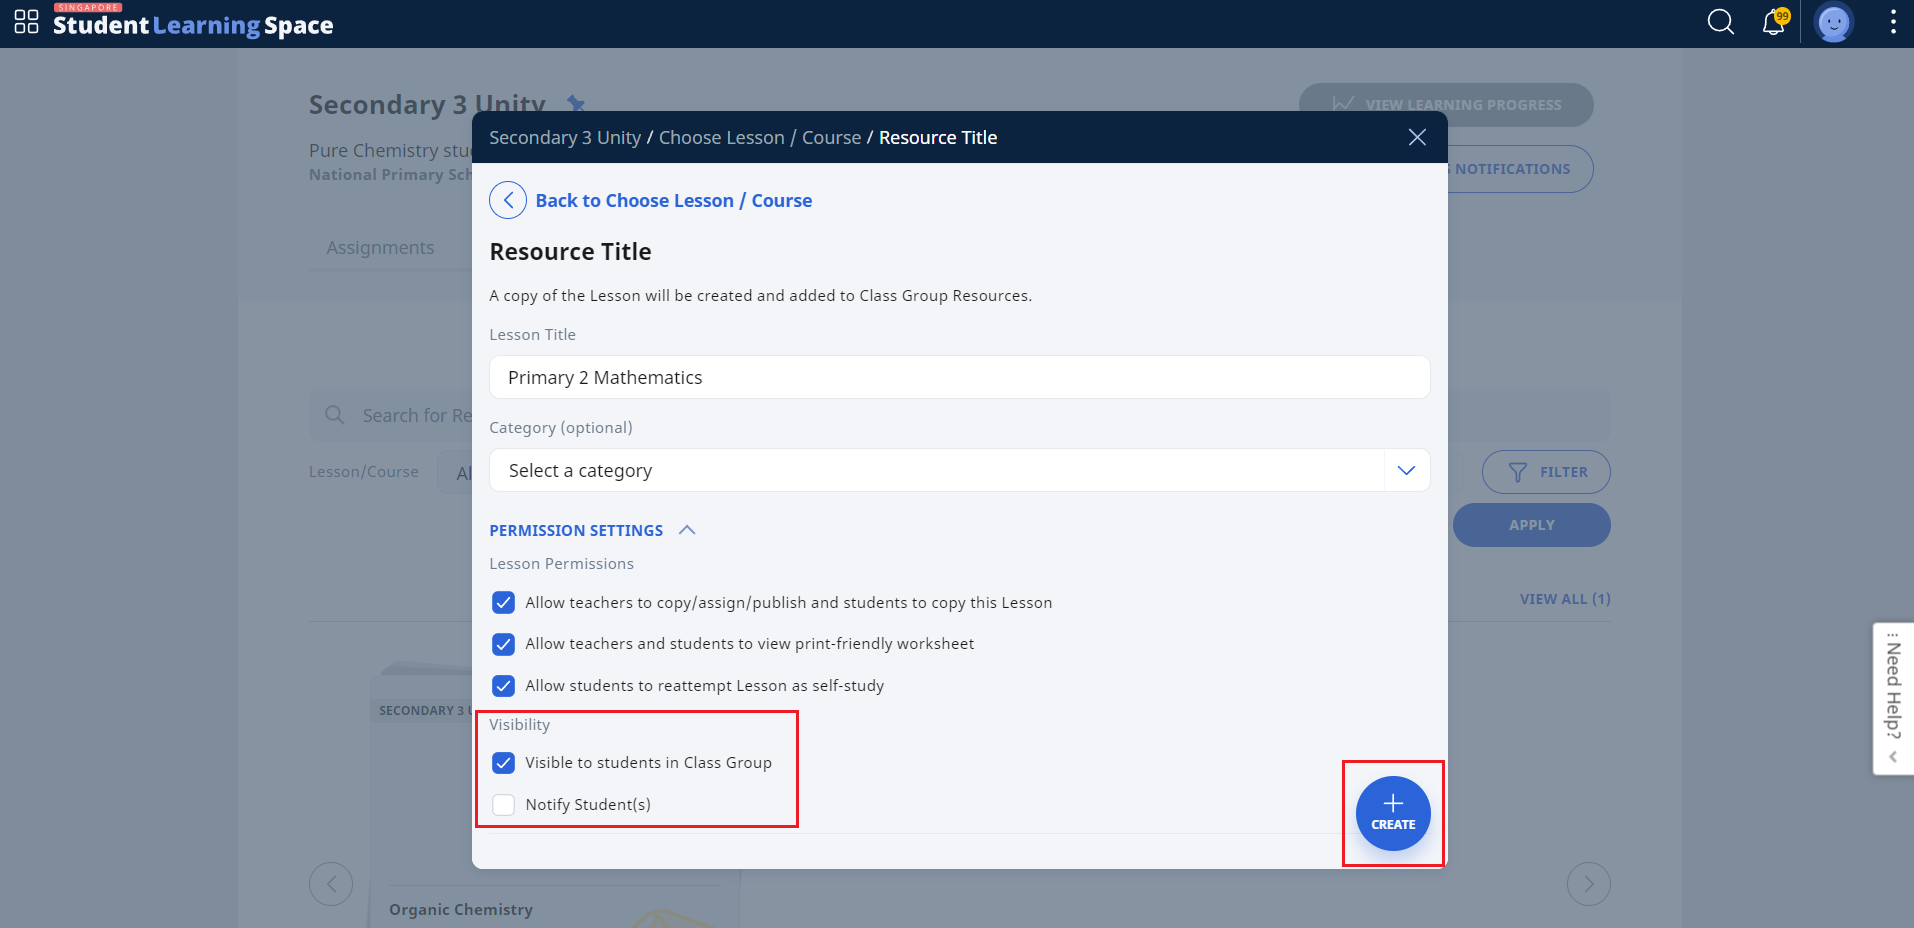 SINGAPORE
Student Learning Space
99
Secondary 3 Unity
VIEW LEARNING PROGRESS
Pure Chemistry
National Primary
NOTIFICATIONS
Assignments
Secondary 3 Unity / Choose Lesson / Course / Resource Title
Back to Choose Lesson / Course
Resource Title
A copy of the Lesson will be created and added to Class Group Resources.
Lesson Title
Primary 2 Mathematics
Category (optional)
Select a category
PERMISSION SETTINGS
Lesson Permissions
Allow teachers to copy/assign/publish and students to copy this Lesson
Allow teachers and students to view print-friendly worksheet
Allow students to reattempt Lesson as self-study
Visibility
Visible to students in Class Group
Notify Student(s)
CREATE
Search for
Lesson/Course
FILTER
APPLY
VIEW ALL (1)
SECONDARY 3
Organic Chemistry
Need Help?